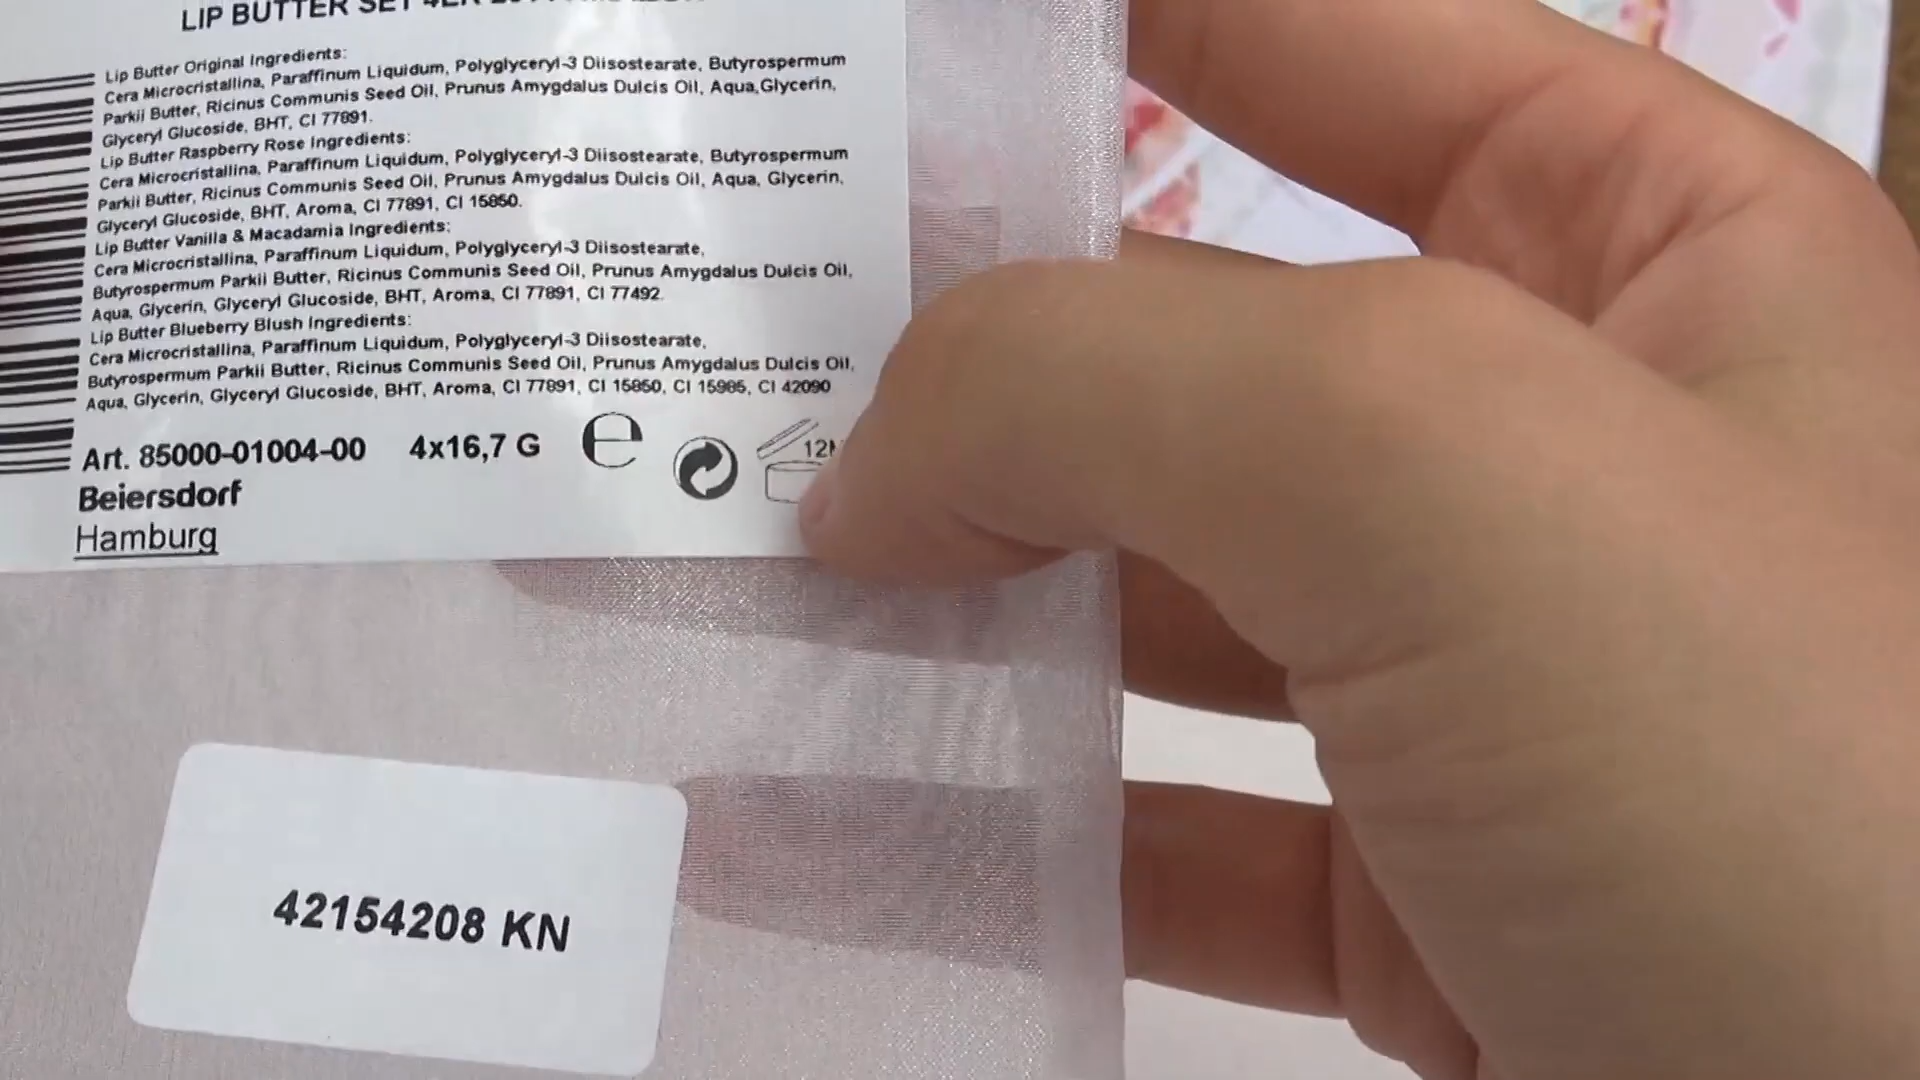 LIP BUTTER SET
Lip Butter Original Ingredients:
Cera Microcristallina, Paraffinum Liquidum, Polyglyceryl-3 Diisostearate, Butyrospermum
Parkii Butter, Ricinus Communis Seed Oil, Prunus Amygdalus Dulcis Oil, Aqua,Glycerin,
Glyceryl Glucoside, BHT, CI 77891.
Lip Butter Raspberry Rose Ingredients:
Cera Microcristallina, Paraffinum Liquidum, Polyglyceryl-3 Diisostearate, Butyrospermum
Parkii Butter, Ricinus Communis Seed Oil, Prunus Amygdalus Dulcis Oil, Aqua, Glycerin,
Glyceryl Glucoside, BHT, Aroma, CI 77891, CI 15850.
Lip Butter Vanilla & Macadamia Ingredients:
Cera Microcristallina, Paraffinum Liquidum, Polyglyceryl-3 Diisostearate,
Butyrospermum Parkii Butter, Ricinus Communis Seed Oil, Prunus Amygdalus Dulcis Oil,
Aqua, Glycerin, Glyceryl Glucoside, BHT, Aroma, CI 77891, CI 77492.
Lip Butter Blueberry Blush Ingredients:
Cera Microcristallina, Paraffinum Liquidum, Polyglyceryl-3 Diisostearate,
Butyrospermum Parkii Butter, Ricinus Communis Seed Oil, Prunus Amygdalus Dulcis Oil,
Aqua, Glycerin, Glyceryl Glucoside, BHT, Aroma, CI 77891, CI 15850, CI 15985, CI 42090
Art. 85000-01004-00 4x16,7 G e
12M
Beiersdorf
Hamburg
42154208 KN